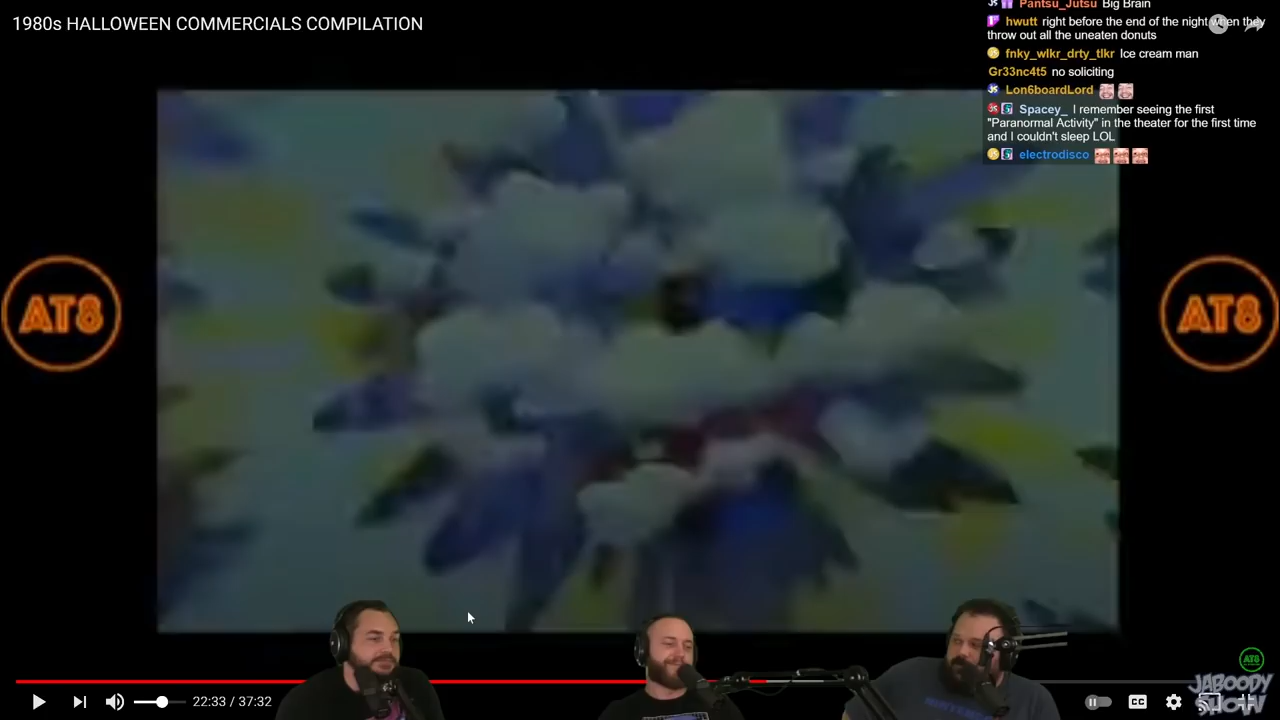 1980s HALLOWEEN COMMERCIALS COMPILATION
Pantsu_Jutsu Big Brain
hwutt right before the end of the night when they
throw out all the uneaten donuts
fnky_wlkr_drty_tlkr Ice cream man
Gr33nc4t5 no soliciting
Lon6boardLord
Spacey_ I remember seeing the first
"Paranormal Activity" in the theater for the first time
and I couldn't sleep LOL
electrodisco
AT8
AT8
AT8
22:33 / 37:32
CC
JABOODY
SHOW